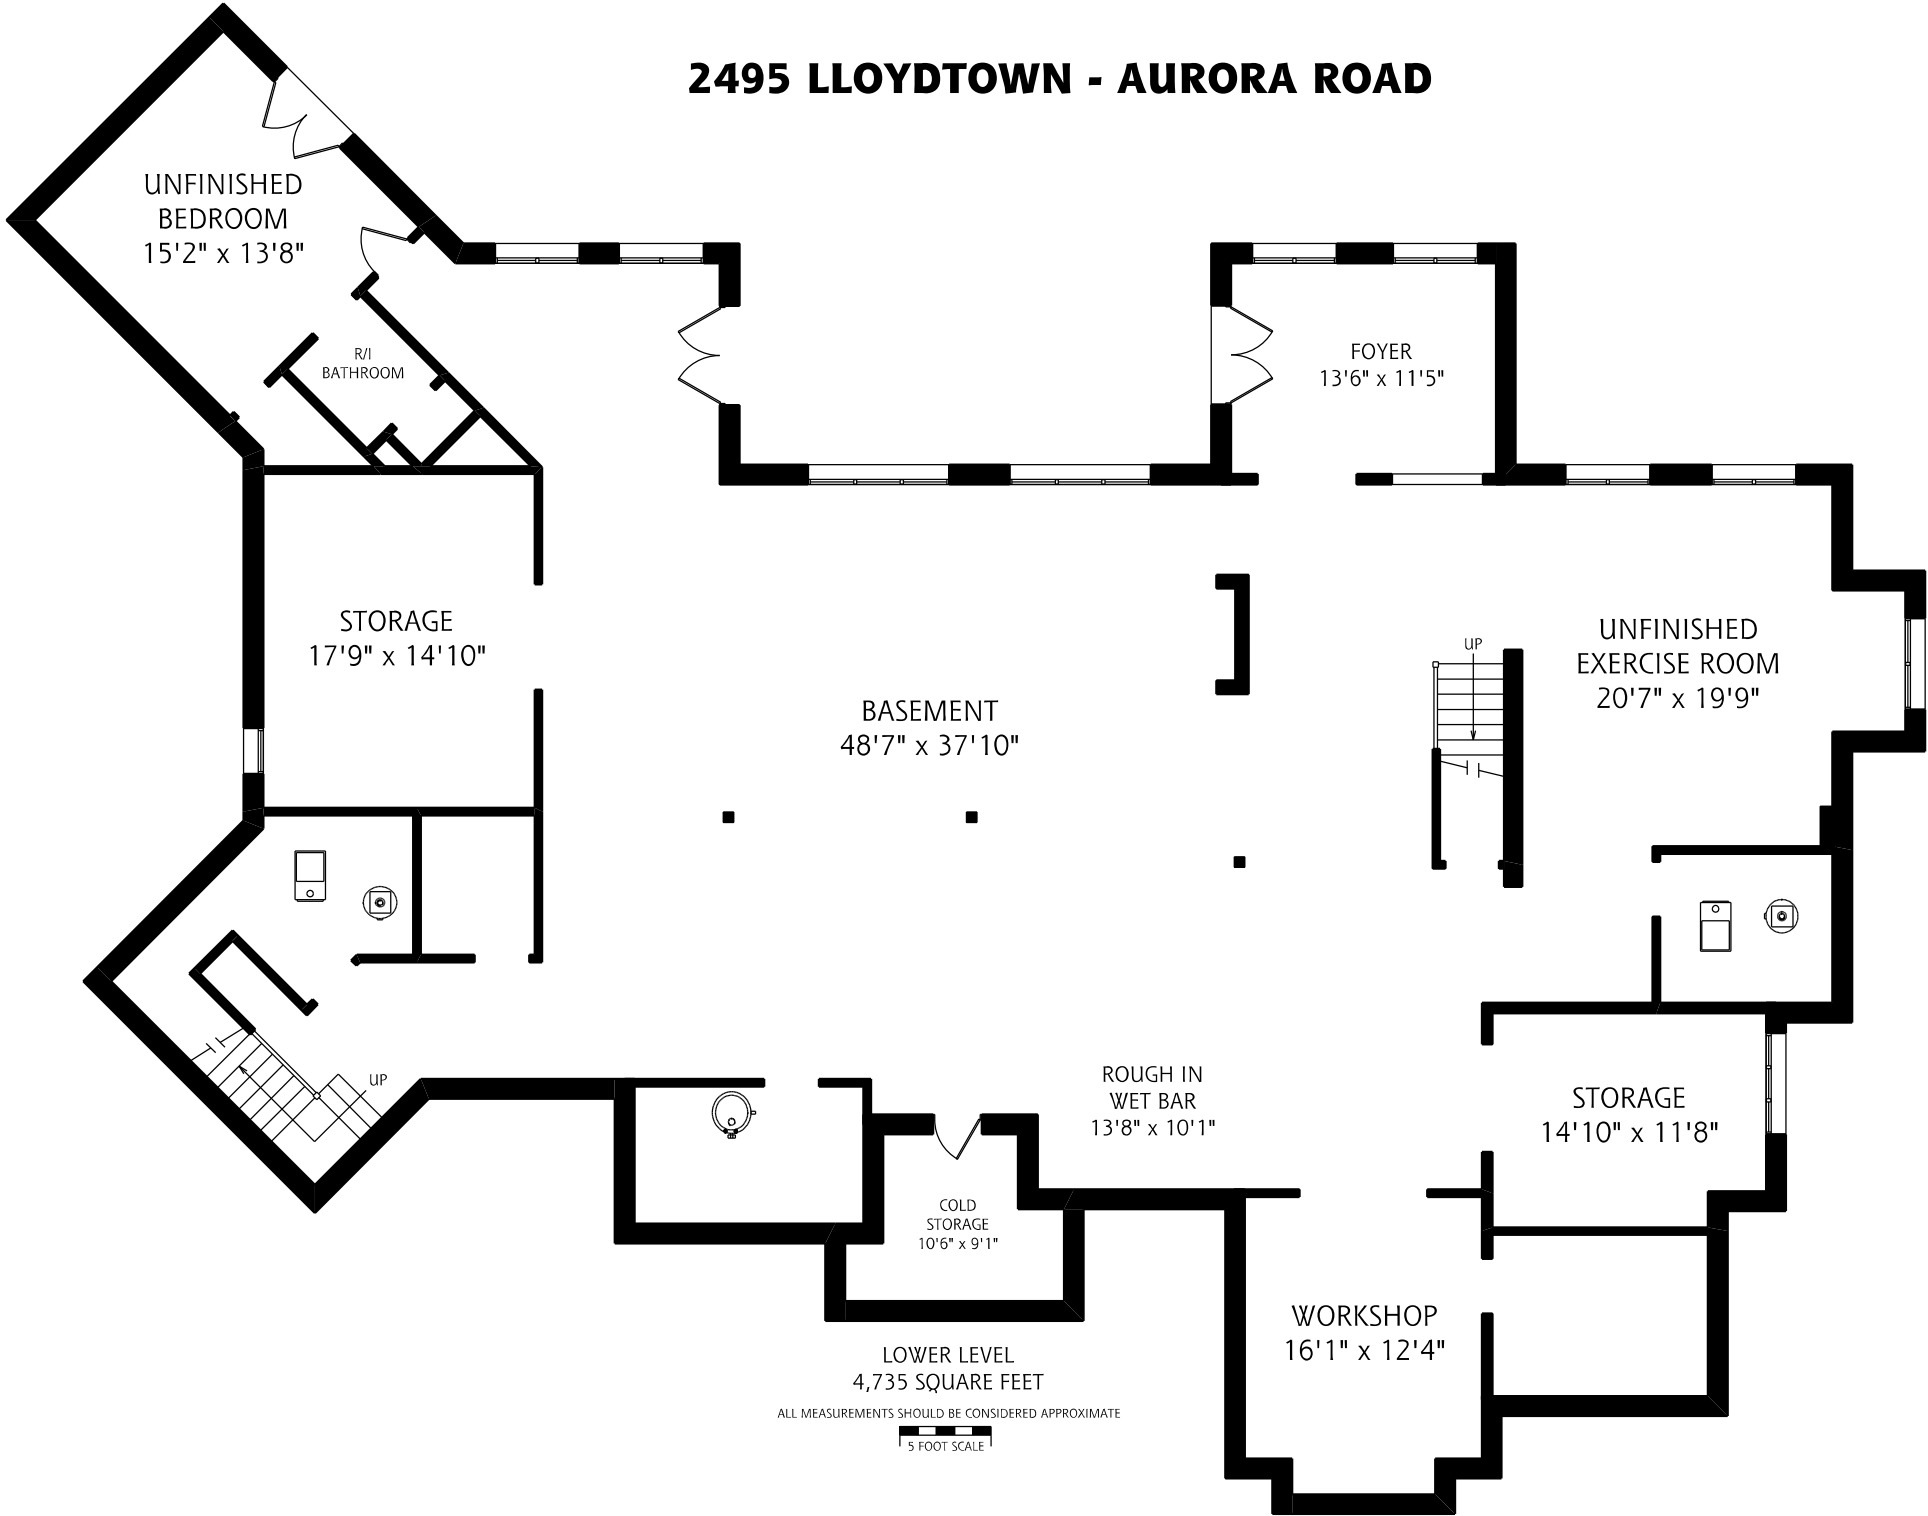 2495 LLOYDTOWN - AURORA ROAD
UNFINISHED
BEDROOM
15'2" x 13'8"
R/I
BATHROOM
FOYER
13'6" x 11'5"
STORAGE
17'9" x 14'10"
BASEMENT
48'7" x 37'10"
UP
UNFINISHED
EXERCISE ROOM
20'7" x 19'9"
UP
ROUGH IN
WET BAR
13'8" x 10'1"
STORAGE
14'10" x 11'8"
COLD
STORAGE
10'6" x 9'1"
WORKSHOP
16'1" x 12'4"
LOWER LEVEL
4,735 SQUARE FEET
ALL MEASUREMENTS SHOULD BE CONSIDERED APPROXIMATE
5 FOOT SCALE